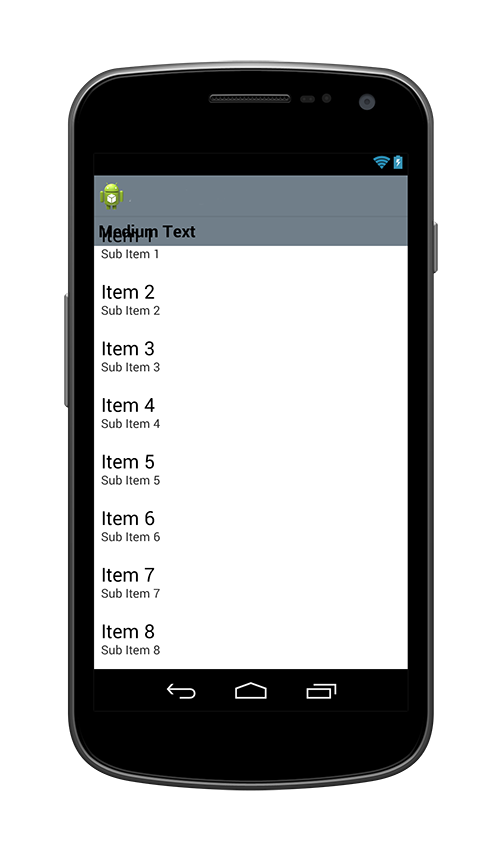 Medium Text
Item 1
Sub Item 1
Item 2
Sub Item 2
Item 3
Sub Item 3
Item 4
Sub Item 4
Item 5
Sub Item 5
Item 6
Sub Item 6
Item 7
Sub Item 7
Item 8
Sub Item 8